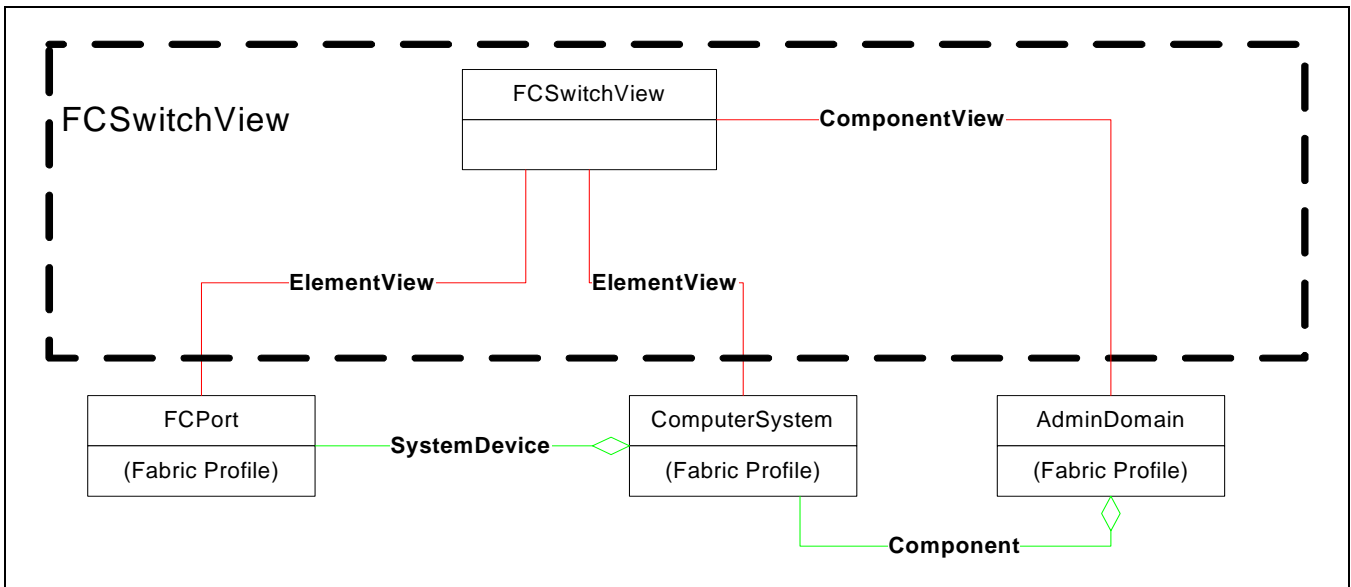 FCSwitchView
FCSwitchView
ComponentView
ElementView
ElementView
FCPort
(Fabric Profile)
SystemDevice
ComputerSystem
(Fabric Profile)
AdminDomain
(Fabric Profile)
Component